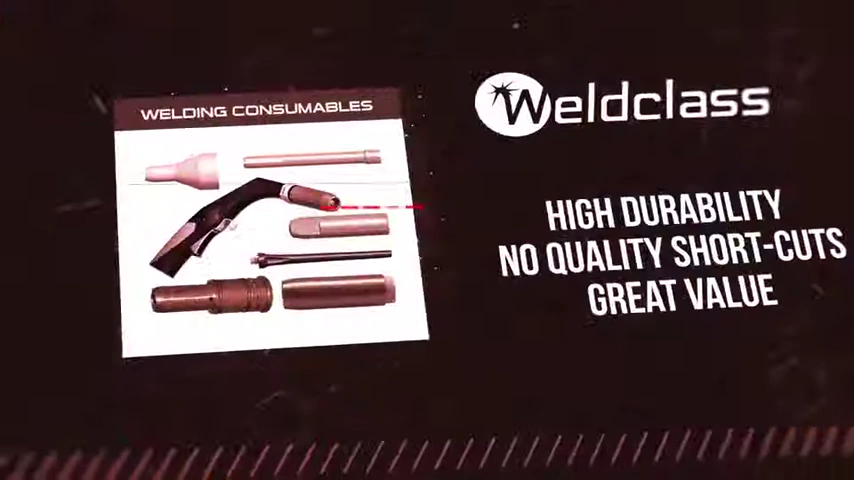 WELDING CONSUMABLES
Weldclass
HIGH DURABILITY
NO QUALITY SHORT-CUTS
GREAT VALUE